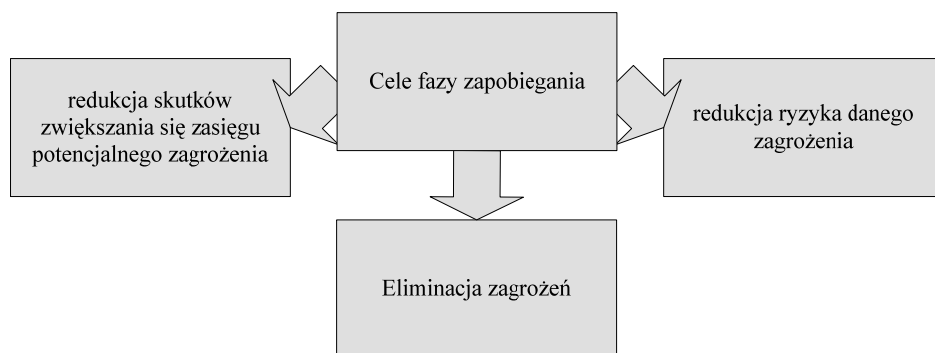 Cele fazy zapobiegania
redukcja skutków
zwiększania się zasięgu
potencjalnego zagrożenia
redukcja ryzyka danego
zagrożenia
Eliminacja zagrożeń